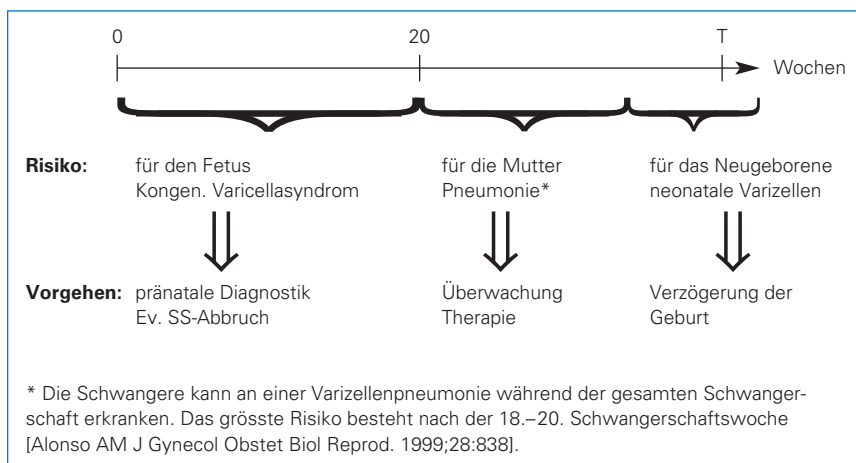 0 20 T
Wochen
Risiko: für den Fetus für die Mutter für das Neugeborene
Kongen. Varicellasyndrom Pneumonie* neonatale Varizellen
Vorgehen: pränatale Diagnostik Überwachung Verzögerung der
Ev. SS-Abbruch Therapie Geburt
* Die Schwangere kann an einer Varizellenpneumonie während der gesamten Schwanger-
schaft erkranken. Das grösste Risiko besteht nach der 18.–20. Schwangerschaftswoche
[Alonso AM J Gynecol Obstet Biol Reprod. 1999;28:838].